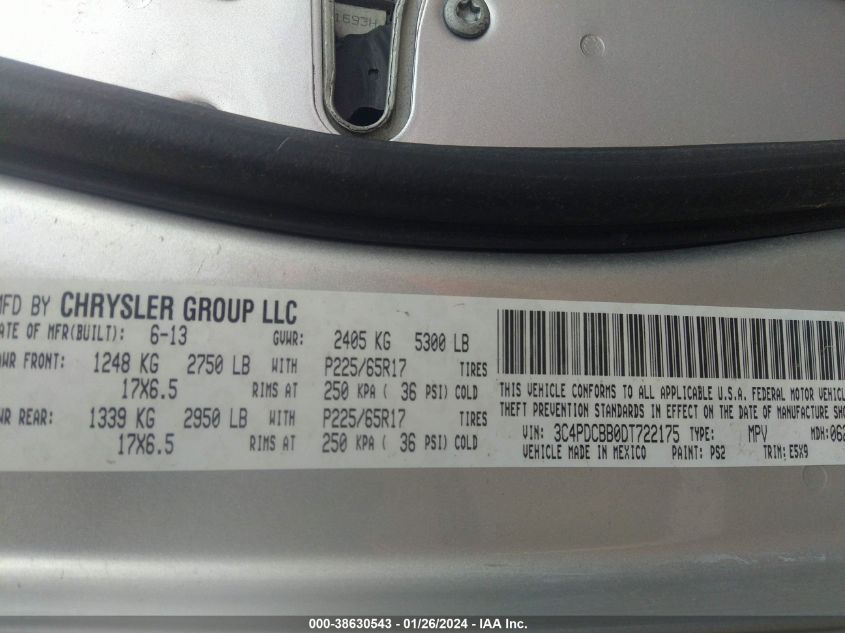 1693H
MFD BY CHRYSLER GROUP LLC
ATE OF MFR(BUILT): 6-13 GVWR: 2405 KG 5300 LB
WR FRONT: 1248 KG 2750 LB WITH P225/65R17 TIRES
17X6.5 RIMS AT 250 KPA ( 36 PSI) COLD
WR REAR: 1339 KG 2950 LB WITH P225/65R17 TIRES
17X6.5 RIMS AT 250 KPA ( 36 PSI) COLD
THIS VEHICLE CONFORMS TO ALL APPLICABLE U.S.A. FEDERAL MOTOR VEHICLE
THEFT PREVENTION STANDARDS IN EFFECT ON THE DATE OF MANUFACTURE SHO
VIN: 3C4PDCBB0DT722175 TYPE: MPV MDH: 062
VEHICLE MADE IN MEXICO PAINT: PS2 TRIM: E5X9
000-38630543 - 01/26/2024 - IAA Inc.